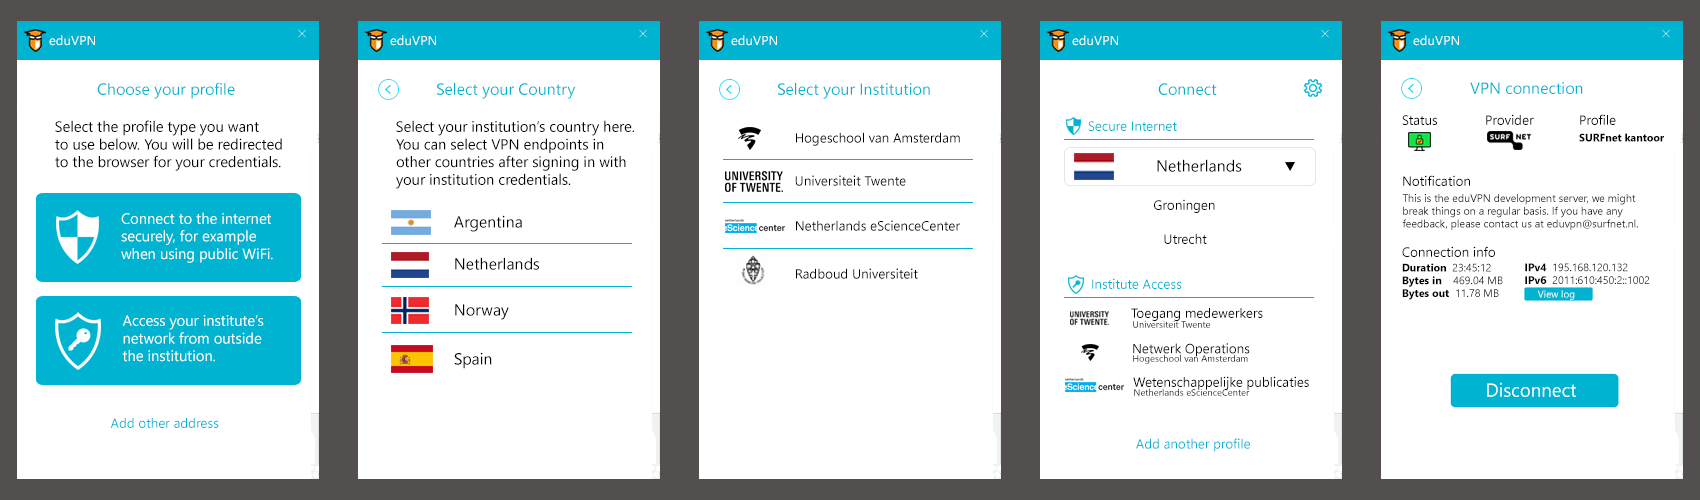 eduVPN
Choose your profile
Select the profile type you want
to use below. You will be redirected
to the browser for your credentials.
Connect to the internet
securely, for example
when using public WiFi.
Access your institute's
network from outside
the institution.
Add other address
eduVPN
Select your Country
Select your institution's country here.
You can select VPN endpoints in
other countries after signing in with
your institution credentials.
Argentina
Netherlands
Norway
Spain
eduVPN
Select your Institution
Hogeschool van Amsterdam
UNIVERSITY
OF TWENTE.
Universiteit Twente
netherlands
eScience center
Netherlands eScienceCenter
Radboud Universiteit
eduVPN
Connect
Secure Internet
Netherlands
Groningen
Utrecht
Institute Access
UNIVERSITY
OF TWENTE.
Toegang medewerkers
Universiteit Twente
Netwerk Operations
Hogeschool van Amsterdam
netherlands
eScience center
Wetenschappelijke publicaties
Netherlands eScienceCenter
Add another profile
eduVPN
VPN connection
Status Provider Profile
SURF NET SURFnet kantoor
Notification
This is the eduVPN development server, we might
break things on a regular basis. If you have any
feedback, please contact us at eduvpn@surfnet.nl.
Connection info
Duration 23:45:12 IPv4 195.168.120.132
Bytes in 469.04 MB IPv6 2011:610:450:2::1002
Bytes out 11.78 MB View log
Disconnect